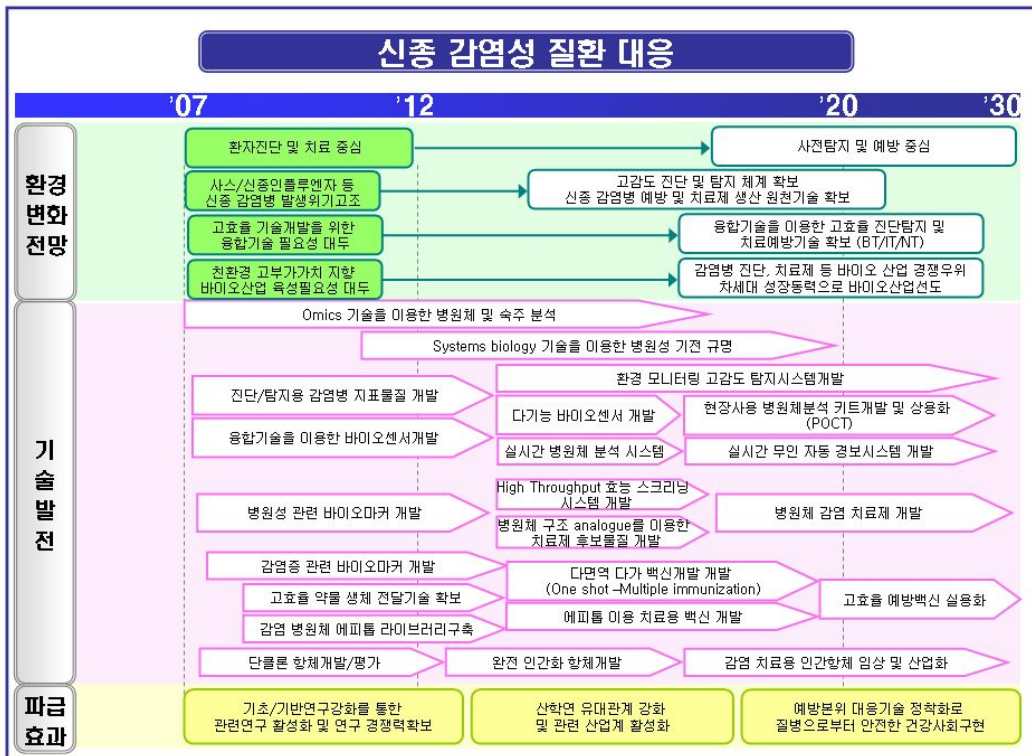 신종 감염성 질환 대응
'07 '12 '20 '30
환경
변화
전망
환자진단 및 치료 중심
사전탐지 및 예방 중심
사스/신종인플루엔자 등
신종 감염병 발생위기고조
고감도 진단 및 탐지 체계 확보
신종 감염병 예방 및 치료제 생산 원천기술 확보
고효율 기술개발을 위한
융합기술 필요성 대두
융합기술을 이용한 고효율 진단탐지 및
치료예방기술 확보 (BT/IT/NT)
친환경 고부가가치 지향
바이오산업 육성필요성 대두
감염병 진단, 치료제 등 바이오 산업 경쟁우위
차세대 성장동력으로 바이오산업선도
기
술
발
전
Omics 기술을 이용한 병원체 및 숙주 분석
Systems biology 기술을 이용한 병원성 기전 규명
환경 모니터링 고감도 탐지시스템개발
진단/탐지용 감염병 지표물질 개발
다기능 바이오센서 개발
현장사용 병원체분석 키트개발 및 상용화
(POCT)
융합기술을 이용한 바이오센서개발
실시간 병원체 분석 시스템
실시간 무인 자동 경보시스템 개발
High Throughput 효능 스크리닝
시스템 개발
병원성 관련 바이오마커 개발
병원체 감염 치료제 개발
병원체 구조 analogue를 이용한
치료제 후보물질 개발
감염증 관련 바이오마커 개발
다면역 다가 백신개발 개발
(One shot –Multiple immunization)
고효율 약물 생체 전달기술 확보
고효율 예방백신 실용화
에피톱 이용 치료용 백신 개발
감염 병원체 에피톱 라이브러리구축
단클론 항체개발/평가
완전 인간화 항체개발
감염 치료용 인간항체 임상 및 산업화
파급
효과
기초/기반연구강화를 통한
관련연구 활성화 및 연구 경쟁력확보
산학연 유대관계 강화
및 관련 산업계 활성화
예방본위 대응기술 정착화로
질병으로부터 안전한 건강사회구현